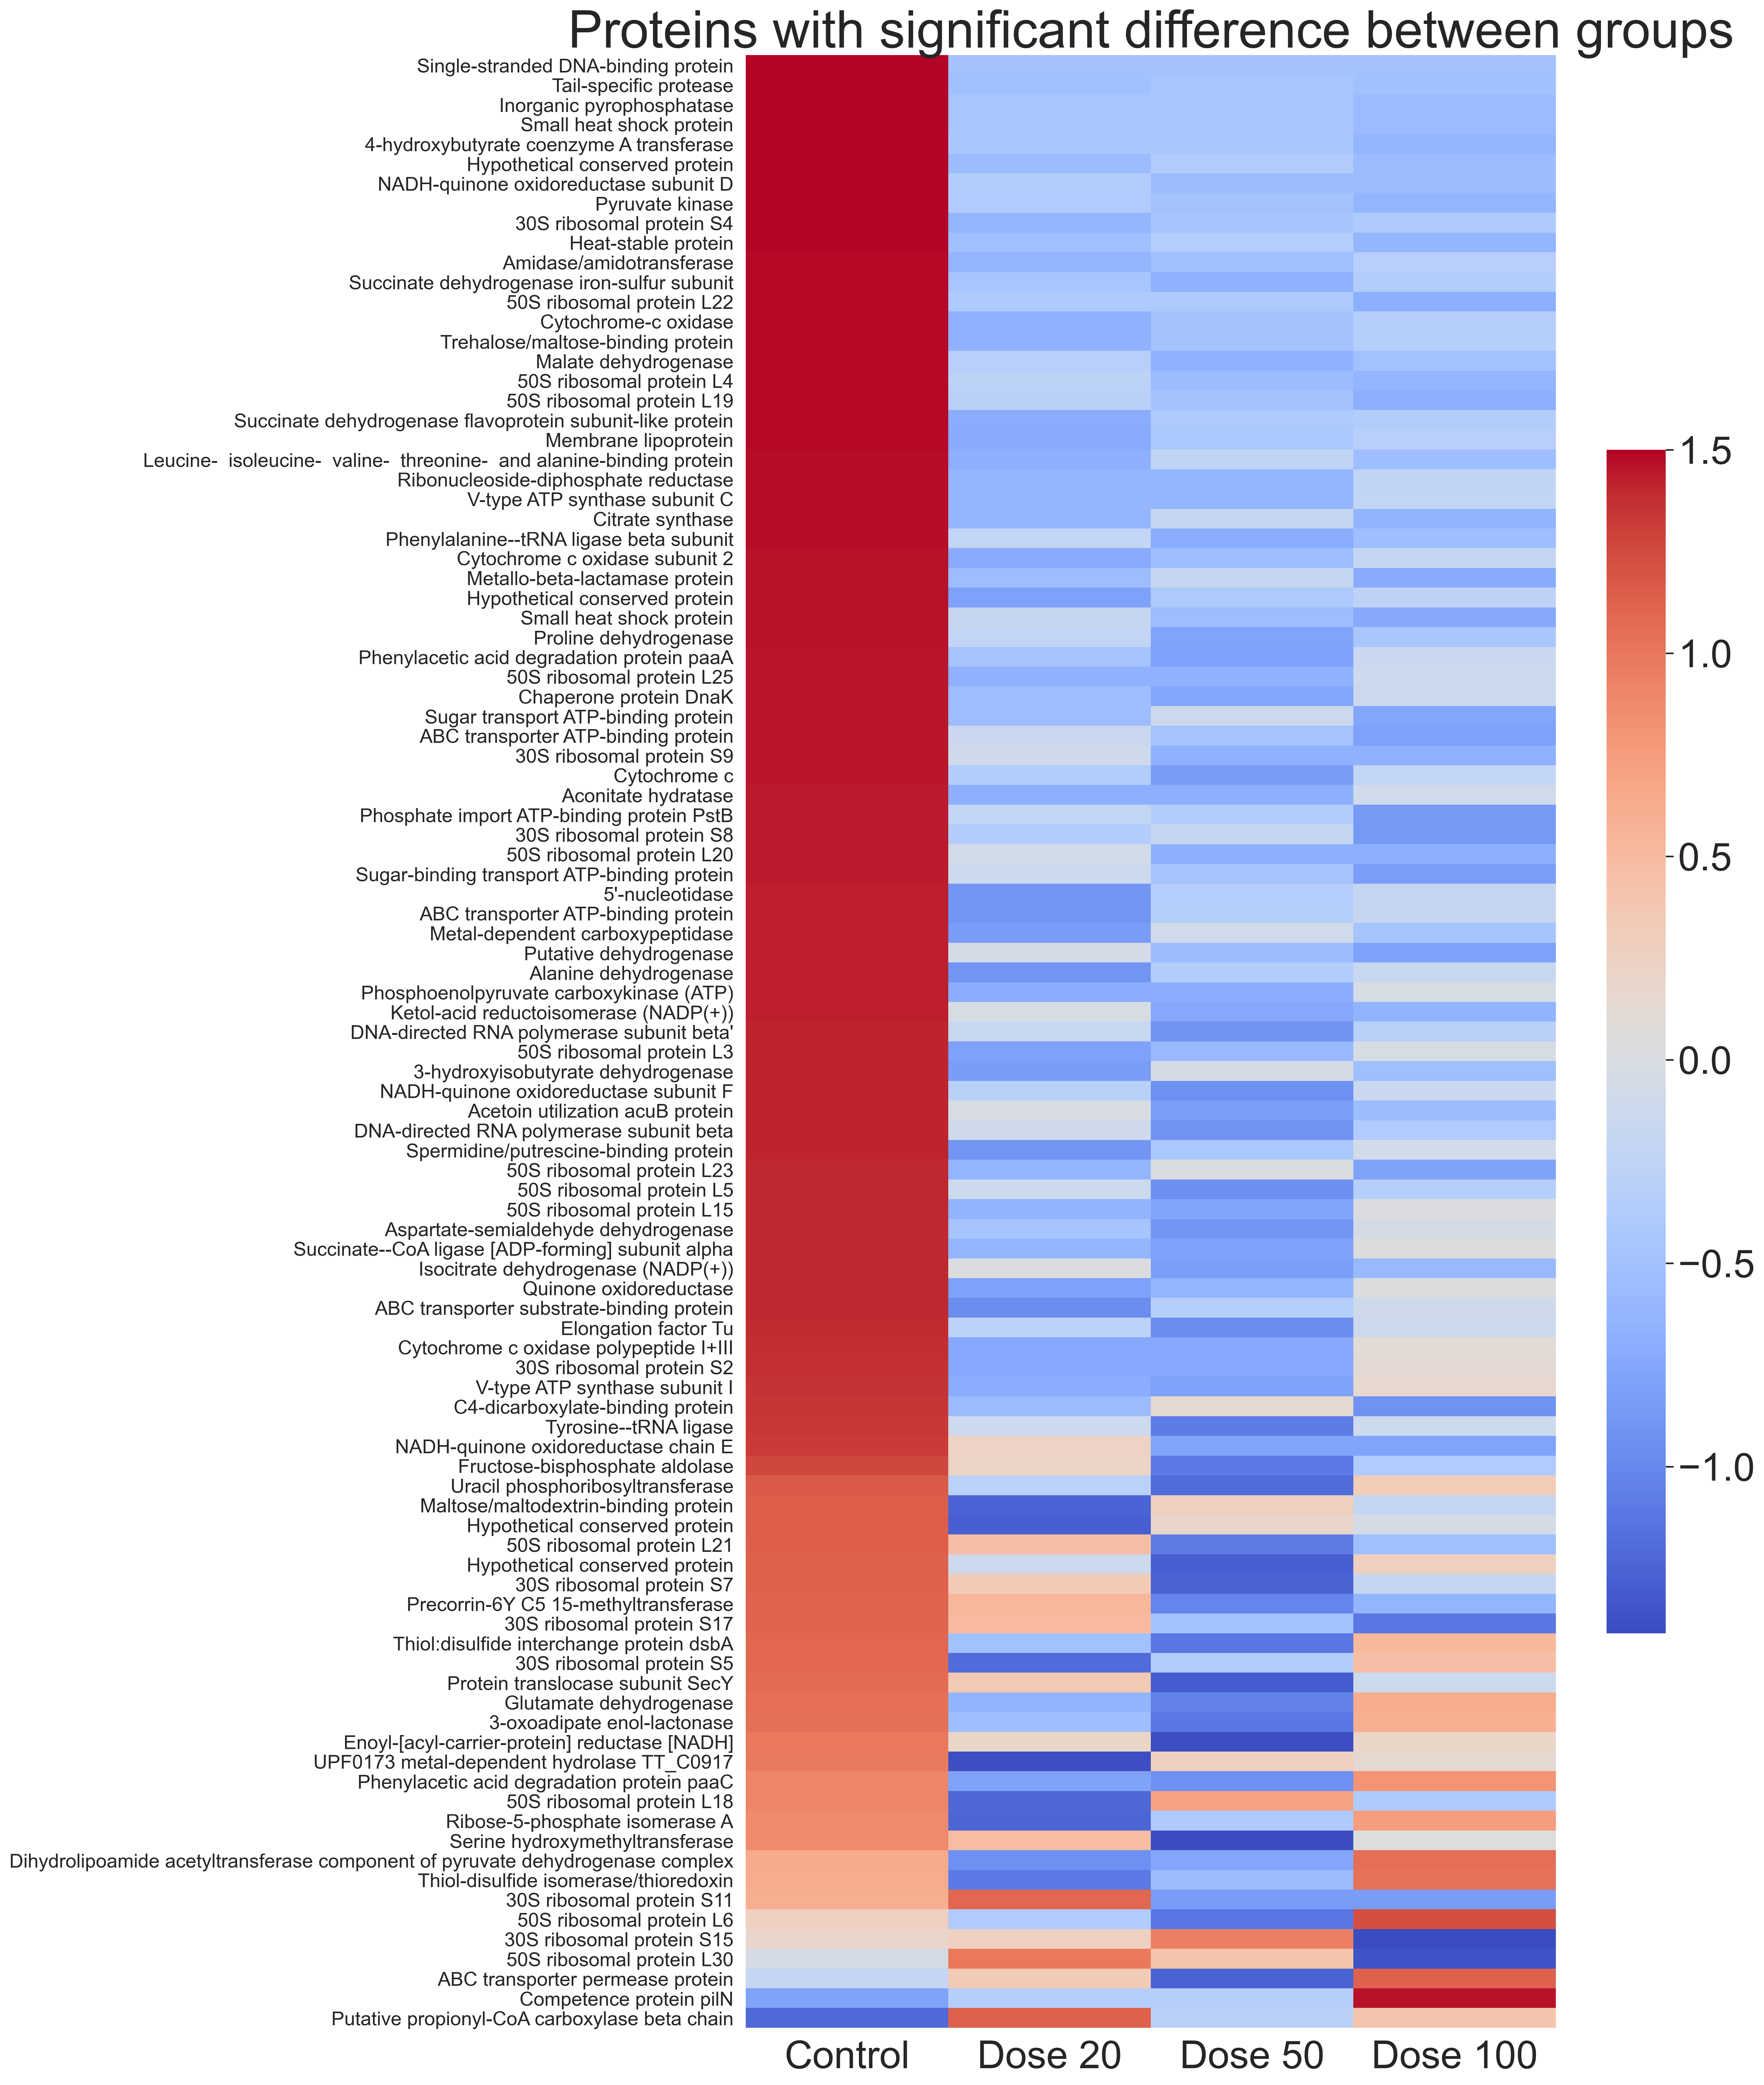 Proteins with significant difference between groups
Single-stranded DNA-binding protein
Tail-specific protease
Inorganic pyrophosphatase
Small heat shock protein
4-hydroxybutyrate coenzyme A transferase
Hypothetical conserved protein
NADH-quinone oxidoreductase subunit D
Pyruvate kinase
30S ribosomal protein S4
Heat-stable protein
Amidase/amidotransferase
Succinate dehydrogenase iron-sulfur subunit
50S ribosomal protein L22
Cytochrome-c oxidase
Trehalose/maltose-binding protein
Malate dehydrogenase
50S ribosomal protein L4
50S ribosomal protein L19
Succinate dehydrogenase flavoprotein subunit-like protein
Membrane lipoprotein
Leucine-  isoleucine-  valine-  threonine-  and alanine-binding protein
Ribonucleoside-diphosphate reductase
V-type ATP synthase subunit C
Citrate synthase
Phenylalanine--tRNA ligase beta subunit
Cytochrome c oxidase subunit 2
Metallo-beta-lactamase protein
Hypothetical conserved protein
Small heat shock protein
Proline dehydrogenase
Phenylacetic acid degradation protein paaA
50S ribosomal protein L25
Chaperone protein DnaK
Sugar transport ATP-binding protein
ABC transporter ATP-binding protein
30S ribosomal protein S9
Cytochrome c
Aconitate hydratase
Phosphate import ATP-binding protein PstB
30S ribosomal protein S8
50S ribosomal protein L20
Sugar-binding transport ATP-binding protein
5'-nucleotidase
ABC transporter ATP-binding protein
Metal-dependent carboxypeptidase
Putative dehydrogenase
Alanine dehydrogenase
Phosphoenolpyruvate carboxykinase (ATP)
Ketol-acid reductoisomerase (NADP(+))
DNA-directed RNA polymerase subunit beta'
50S ribosomal protein L3
3-hydroxyisobutyrate dehydrogenase
NADH-quinone oxidoreductase subunit F
Acetoin utilization acuB protein
DNA-directed RNA polymerase subunit beta
Spermidine/putrescine-binding protein
50S ribosomal protein L23
50S ribosomal protein L5
50S ribosomal protein L15
Aspartate-semialdehyde dehydrogenase
Succinate--CoA ligase [ADP-forming] subunit alpha
Isocitrate dehydrogenase (NADP(+))
Quinone oxidoreductase
ABC transporter substrate-binding protein
Elongation factor Tu
Cytochrome c oxidase polypeptide I+III
30S ribosomal protein S2
V-type ATP synthase subunit I
C4-dicarboxylate-binding protein
Tyrosine--tRNA ligase
NADH-quinone oxidoreductase chain E
Fructose-bisphosphate aldolase
Uracil phosphoribosyltransferase
Maltose/maltodextrin-binding protein
Hypothetical conserved protein
50S ribosomal protein L21
Hypothetical conserved protein
30S ribosomal protein S7
Precorrin-6Y C5 15-methyltransferase
30S ribosomal protein S17
Thiol:disulfide interchange protein dsbA
30S ribosomal protein S5
Protein translocase subunit SecY
Glutamate dehydrogenase
3-oxoadipate enol-lactonase
Enoyl-[acyl-carrier-protein] reductase [NADH]
UPF0173 metal-dependent hydrolase TT_C0917
Phenylacetic acid degradation protein paaC
50S ribosomal protein L18
Ribose-5-phosphate isomerase A
Serine hydroxymethyltransferase
Dihydrolipoamide acetyltransferase component of pyruvate dehydrogenase complex
Thiol-disulfide isomerase/thioredoxin
30S ribosomal protein S11
50S ribosomal protein L6
30S ribosomal protein S15
50S ribosomal protein L30
ABC transporter permease protein
Competence protein pilN
Putative propionyl-CoA carboxylase beta chain
Control Dose 20 Dose 50 Dose 100
1.5
1.0
0.5
0.0
−0.5
−1.0